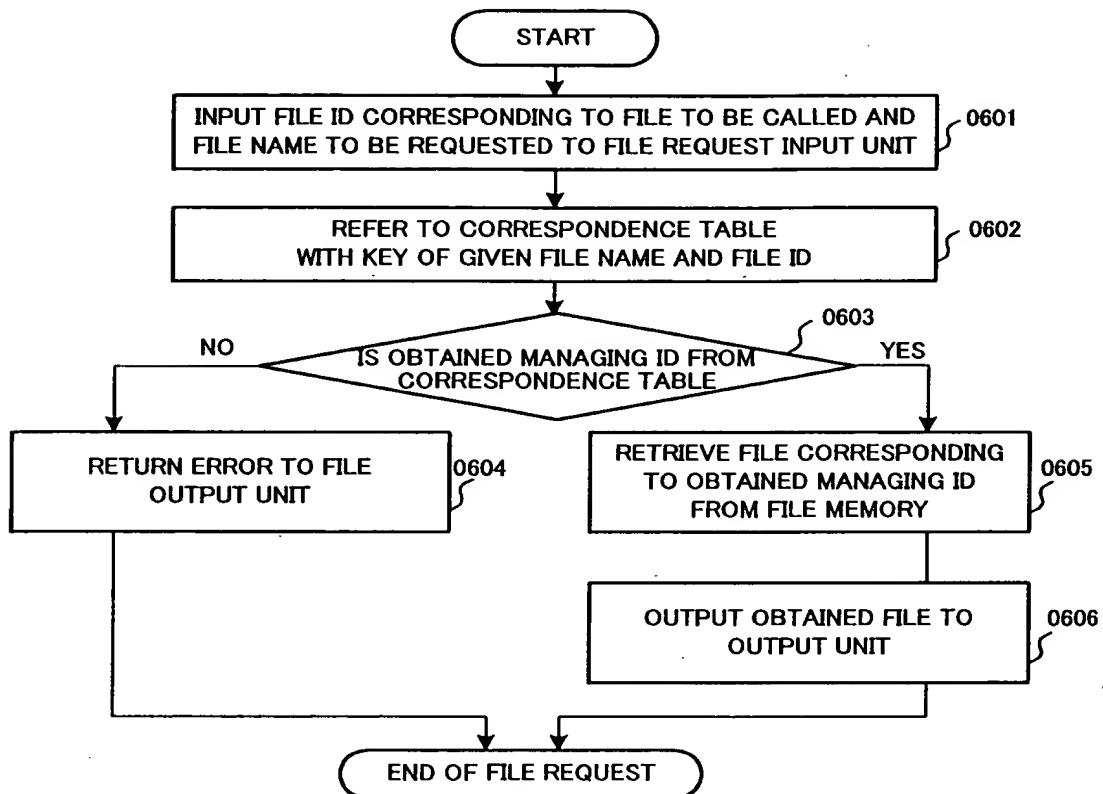 START
INPUT FILE ID CORRESPONDING TO FILE TO BE CALLED AND
FILE NAME TO BE REQUESTED TO FILE REQUEST INPUT UNIT
0601
REFER TO CORRESPONDENCE TABLE
WITH KEY OF GIVEN FILE NAME AND FILE ID
0602
0603
NO
IS OBTAINED MANAGING ID FROM
CORRESPONDENCE TABLE
YES
RETURN ERROR TO FILE
OUTPUT UNIT
0604
RETRIEVE FILE CORRESPONDING
TO OBTAINED MANAGING ID
FROM FILE MEMORY
0605
OUTPUT OBTAINED FILE TO
OUTPUT UNIT
0606
END OF FILE REQUEST